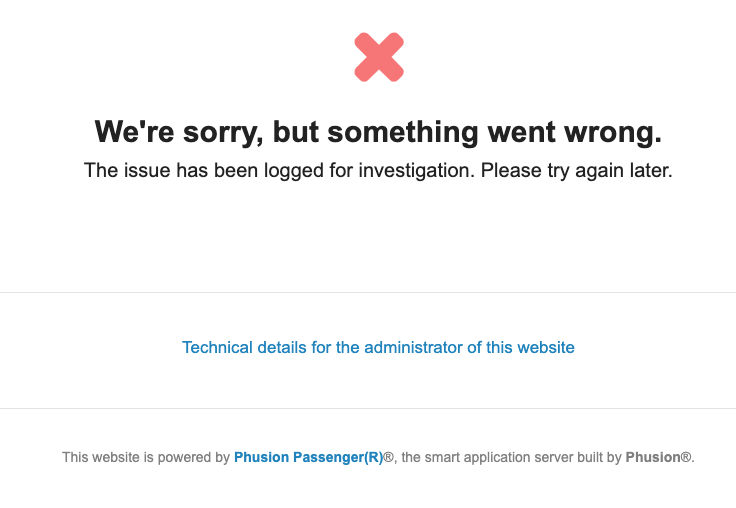 We're sorry, but something went wrong.
The issue has been logged for investigation. Please try again later.
Technical details for the administrator of this website
This website is powered by Phusion Passenger(R)®, the smart application server built by Phusion®.